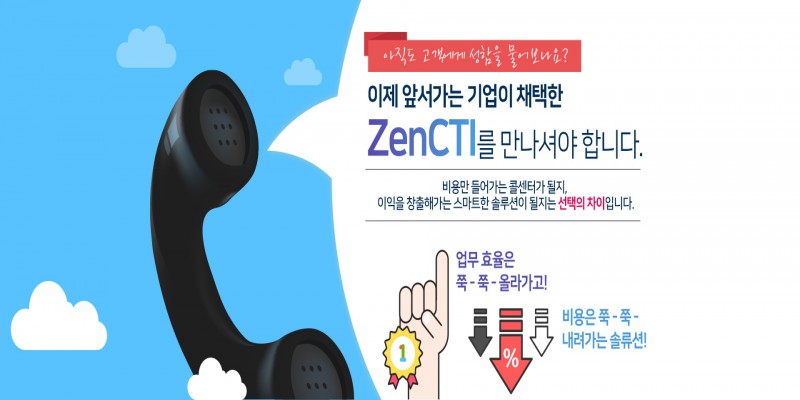 아직도 고객에게 성함을 물어보나요?
이제 앞서가는 기업이 채택한
ZenCTI를 만나셔야 합니다.
비용만 들어가는 콜센터가 될지,
이익을 창출해가는 스마트한 솔루션이 될지는 선택의 차이입니다.
업무 효율은
쭉 - 쭉 - 올라가고!
1
%
비용은 쭉 - 쭉 -
내려가는 솔류션!